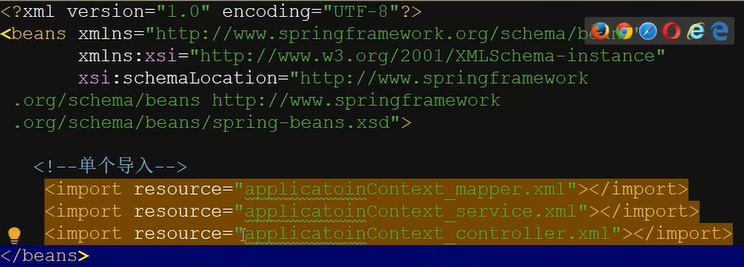 <?xml version="1.0" encoding="UTF-8"?>
<beans xmlns="http://www.springframework.org/schema/beans"
xmlns:xsi="http://www.w3.org/2001/XMLSchema-instance"
xsi:schemaLocation="http://www.springframework
.org/schema/beans http://www.springframework
.org/schema/beans/spring-beans.xsd">
<!--单个导入-->
<import resource="applicatoinContext_mapper.xml"></import>
<import resource="applicatoinContext_service.xml"></import>
<import resource="applicatoinContext_controller.xml"></import>
</beans>